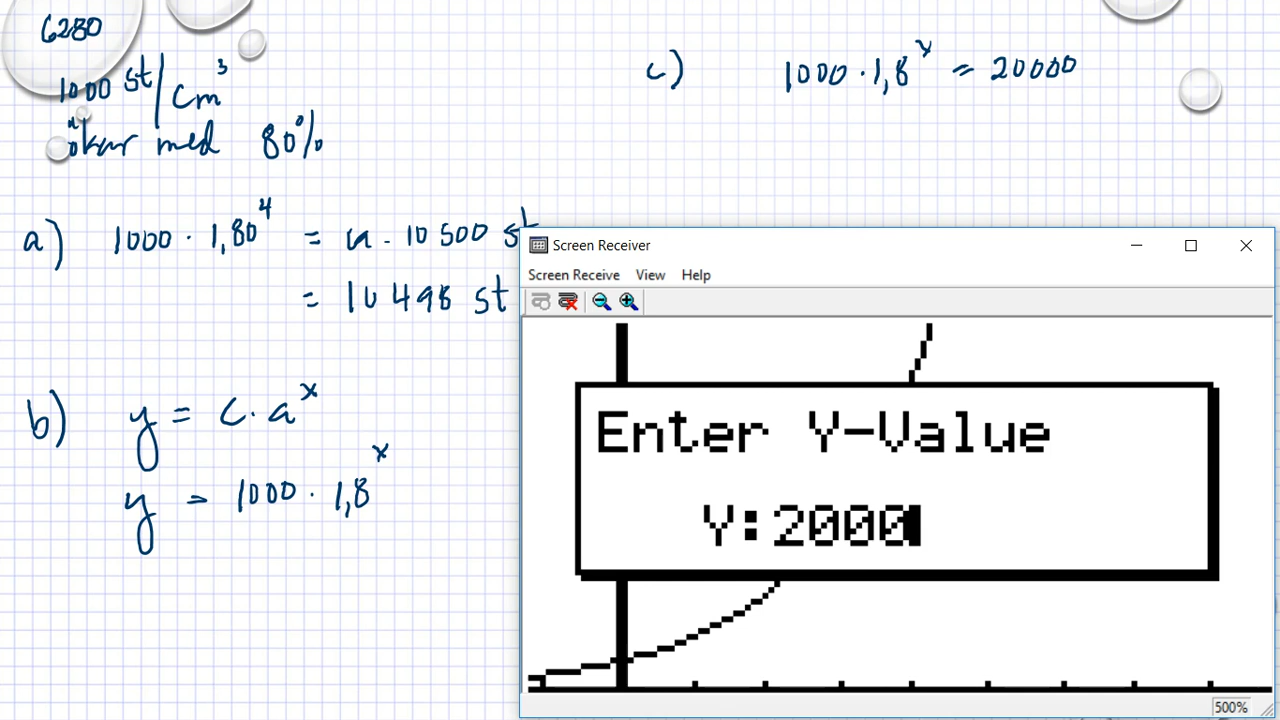 6280
1000 st/cm³
ökar med 80%
a) 1000 · 1,80⁴ = ca. 10 500 st
= 10 498 st
b) y = C · aˣ
y = 1000 · 1,8ˣ
c) 1000 · 1,8ˣ = 20000
Screen Receiver
Screen Receive View Help
Enter Y-Value
Y:2000
500%